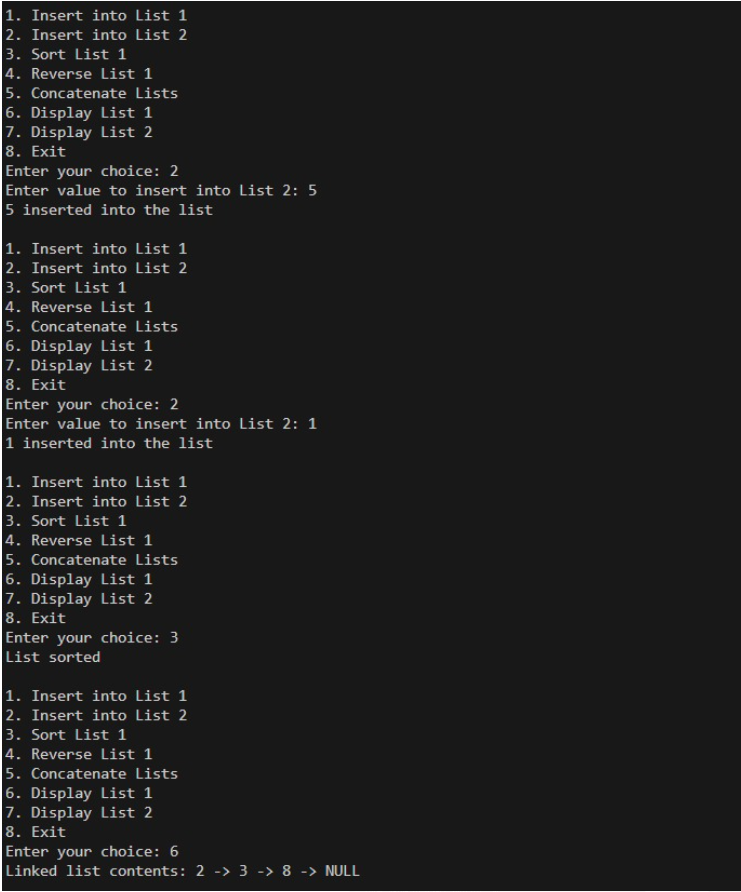 1. Insert into List 1
2. Insert into List 2
3. Sort List 1
4. Reverse List 1
5. Concatenate Lists
6. Display List 1
7. Display List 2
8. Exit
Enter your choice: 2
Enter value to insert into List 2: 5
5 inserted into the list

1. Insert into List 1
2. Insert into List 2
3. Sort List 1
4. Reverse List 1
5. Concatenate Lists
6. Display List 1
7. Display List 2
8. Exit
Enter your choice: 2
Enter value to insert into List 2: 1
1 inserted into the list

1. Insert into List 1
2. Insert into List 2
3. Sort List 1
4. Reverse List 1
5. Concatenate Lists
6. Display List 1
7. Display List 2
8. Exit
Enter your choice: 3
List sorted

1. Insert into List 1
2. Insert into List 2
3. Sort List 1
4. Reverse List 1
5. Concatenate Lists
6. Display List 1
7. Display List 2
8. Exit
Enter your choice: 6
Linked list contents: 2 -> 3 -> 8 -> NULL